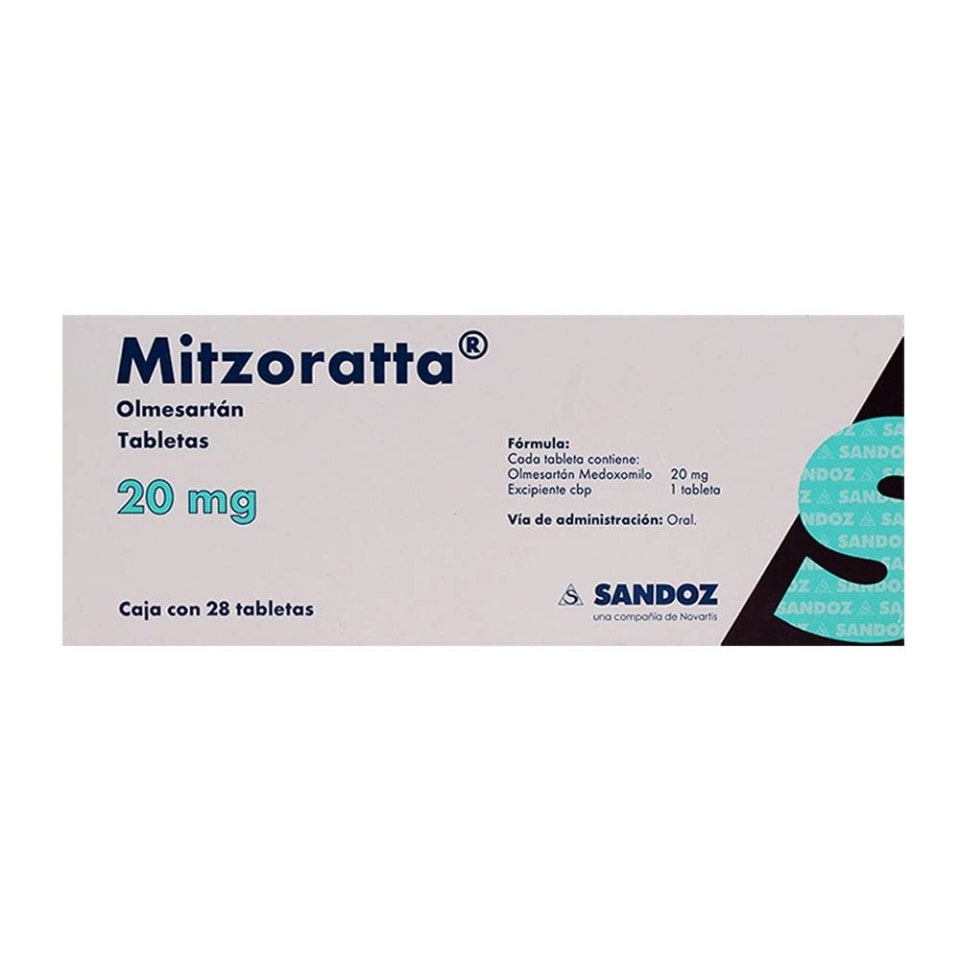 Mitzoratta®
Olmesartán
Tabletas
20 mg
Caja con 28 tabletas
Fórmula:
Cada tableta contiene:
Olmesartán Medoxomilo 20 mg
Excipiente cbp 1 tableta
Vía de administración: Oral.
SANDOZ
una compañía de Novartis
SANDOZ